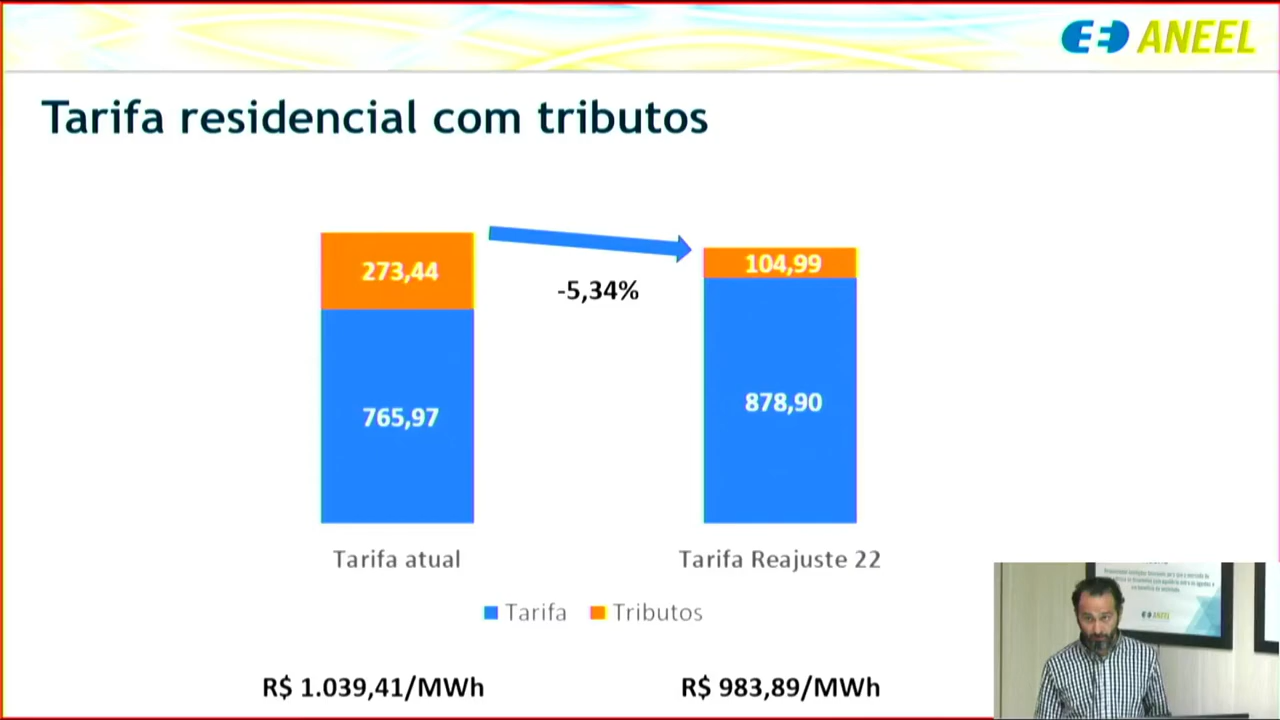 ANEEL
Tarifa residencial com tributos
273,44
104,99
-5,34%
765,97
878,90
Tarifa atual
Tarifa Reajuste 22
Tarifa
Tributos
R$ 1.039,41/MWh
R$ 983,89/MWh
ANEEL